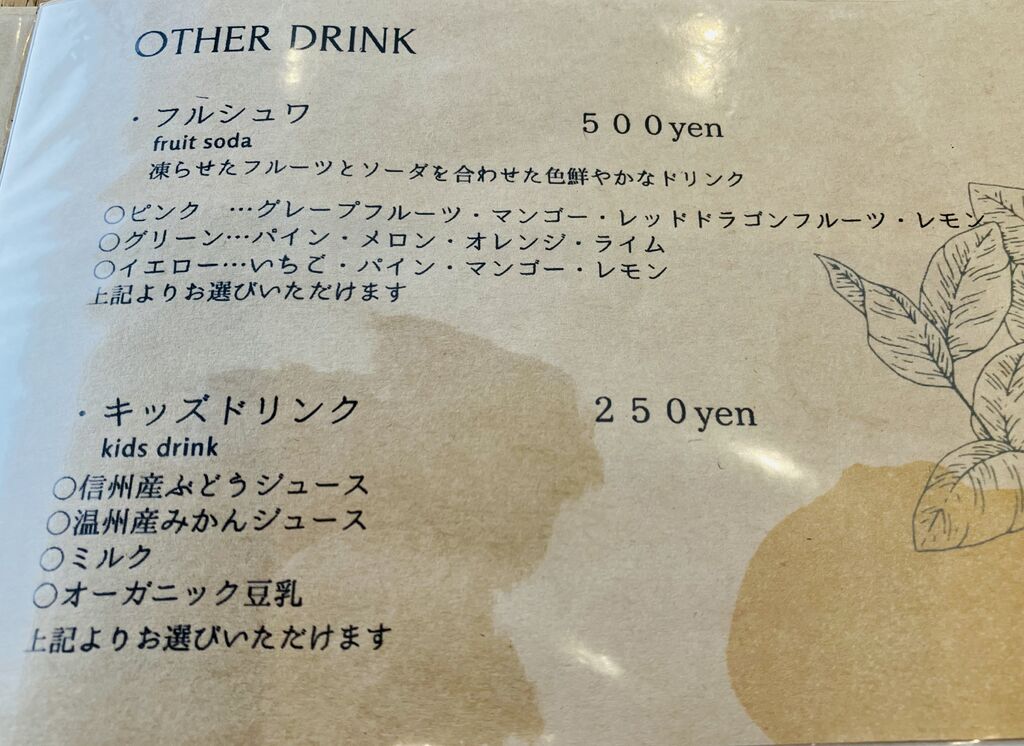 OTHER DRINK
・フルシュワ 500yen
fruit soda
凍らせたフルーツとソーダを合わせた色鮮やかなドリンク
○ピンク …グレープフルーツ・マンゴー・レッドドラゴンフルーツ・レモン
○グリーン…パイン・メロン・オレンジ・ライム
○イエロー…いちご・パイン・マンゴー・レモン
上記よりお選びいただけます
・キッズドリンク 250yen
kids drink
○信州産ぶどうジュース
○温州産みかんジュース
○ミルク
○オーガニック豆乳
上記よりお選びいただけます